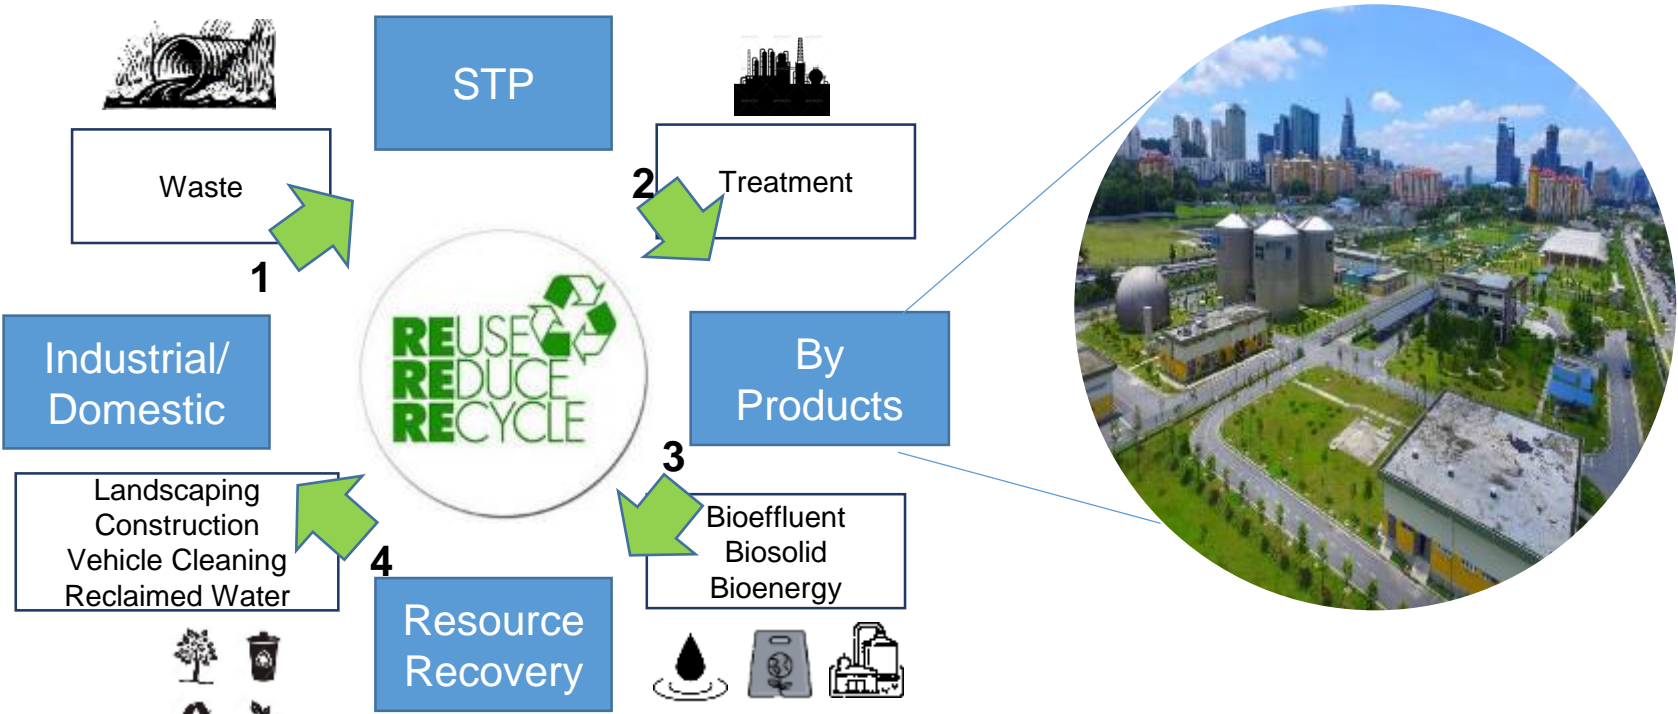 STP
Waste
2
Treatment
1
REUSE
REDUCE
RECYCLE
Industrial/
Domestic
By
Products
3
Landscaping
Construction
Vehicle Cleaning
Reclaimed Water
4
Bioeffluent
Biosolid
Bioenergy
Resource
Recovery